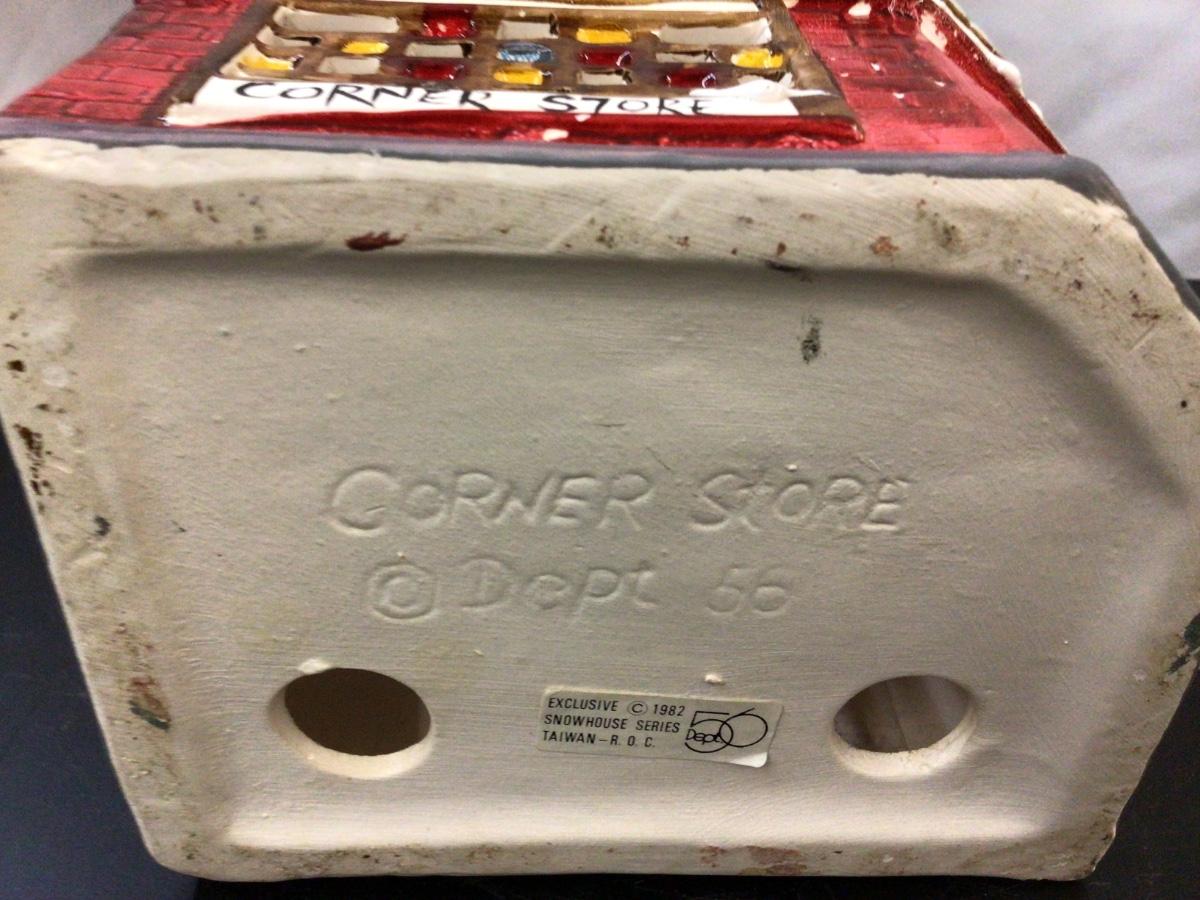 CORNER STORE
CORNER STORE
© Dept 56
EXCLUSIVE © 1982
SNOWHOUSE SERIES
TAIWAN - R. O. C.
Dept 56